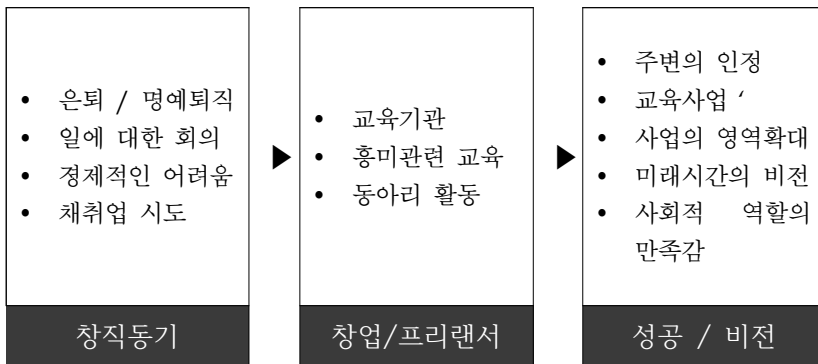 • 은퇴 / 명예퇴직
• 일에 대한 회의
• 정제적인 어려움
• 채취업 시도
창직동기
▶
• 교육기관
• 흥미관련 교육
• 동아리 활동
창업/프리랜서
▶
• 주변의 인정
• 교육사업 ‘
• 사업의 영역확대
• 미래시간의 비전
• 사회적 역할의
만족감
성공 / 비전